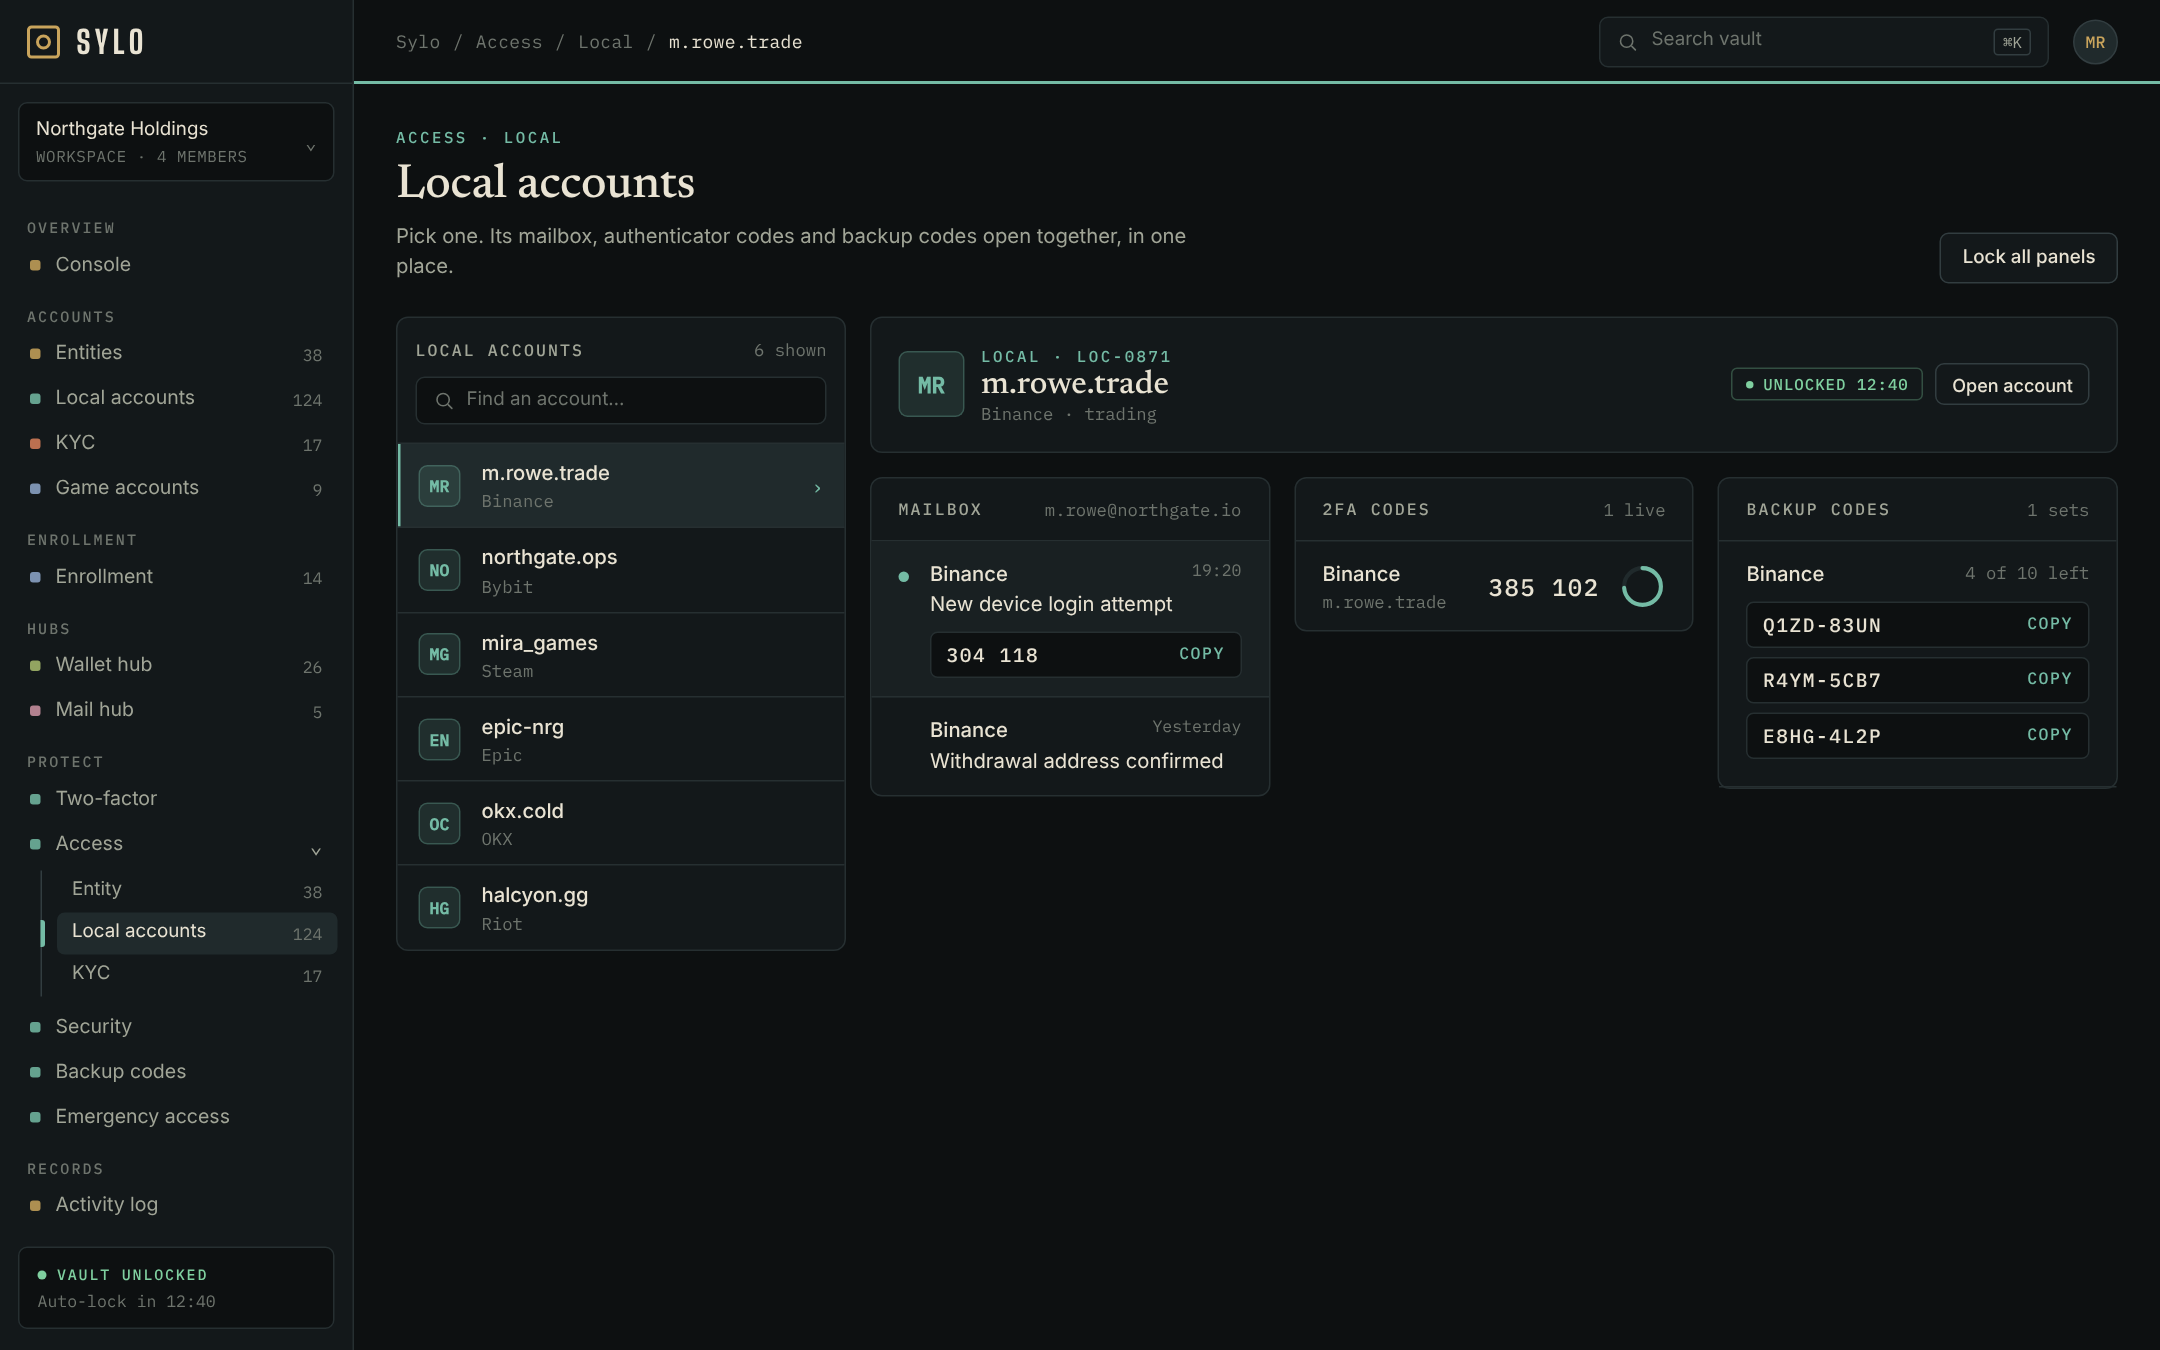 SYLO
Northgate Holdings
WORKSPACE · 4 MEMBERS
OVERVIEW
Console
ACCOUNTS
Entities 38
Local accounts 124
KYC 17
Game accounts 9
ENROLLMENT
Enrollment 14
HUBS
Wallet hub 26
Mail hub 5
PROTECT
Two-factor
Access
Entity 38
Local accounts 124
KYC 17
Security
Backup codes
Emergency access
RECORDS
Activity log
VAULT UNLOCKED
Auto-lock in 12:40
Sylo / Access / Local / m.rowe.trade
Search vault ⌘K
MR
ACCESS · LOCAL
Local accounts
Pick one. Its mailbox, authenticator codes and backup codes open together, in one
place.
Lock all panels
LOCAL ACCOUNTS 6 shown
Find an account...
MR m.rowe.trade
Binance
NO northgate.ops
Bybit
MG mira_games
Steam
EN epic-nrg
Epic
OC okx.cold
OKX
HG halcyon.gg
Riot
MR
LOCAL · LOC-0871
m.rowe.trade
Binance · trading
UNLOCKED 12:40
Open account
MAILBOX m.rowe@northgate.io
Binance 19:20
New device login attempt
304 118 COPY
Binance Yesterday
Withdrawal address confirmed
2FA CODES 1 live
Binance
m.rowe.trade
385 102
BACKUP CODES 1 sets
Binance 4 of 10 left
Q1ZD-83UN COPY
R4YM-5CB7 COPY
E8HG-4L2P COPY